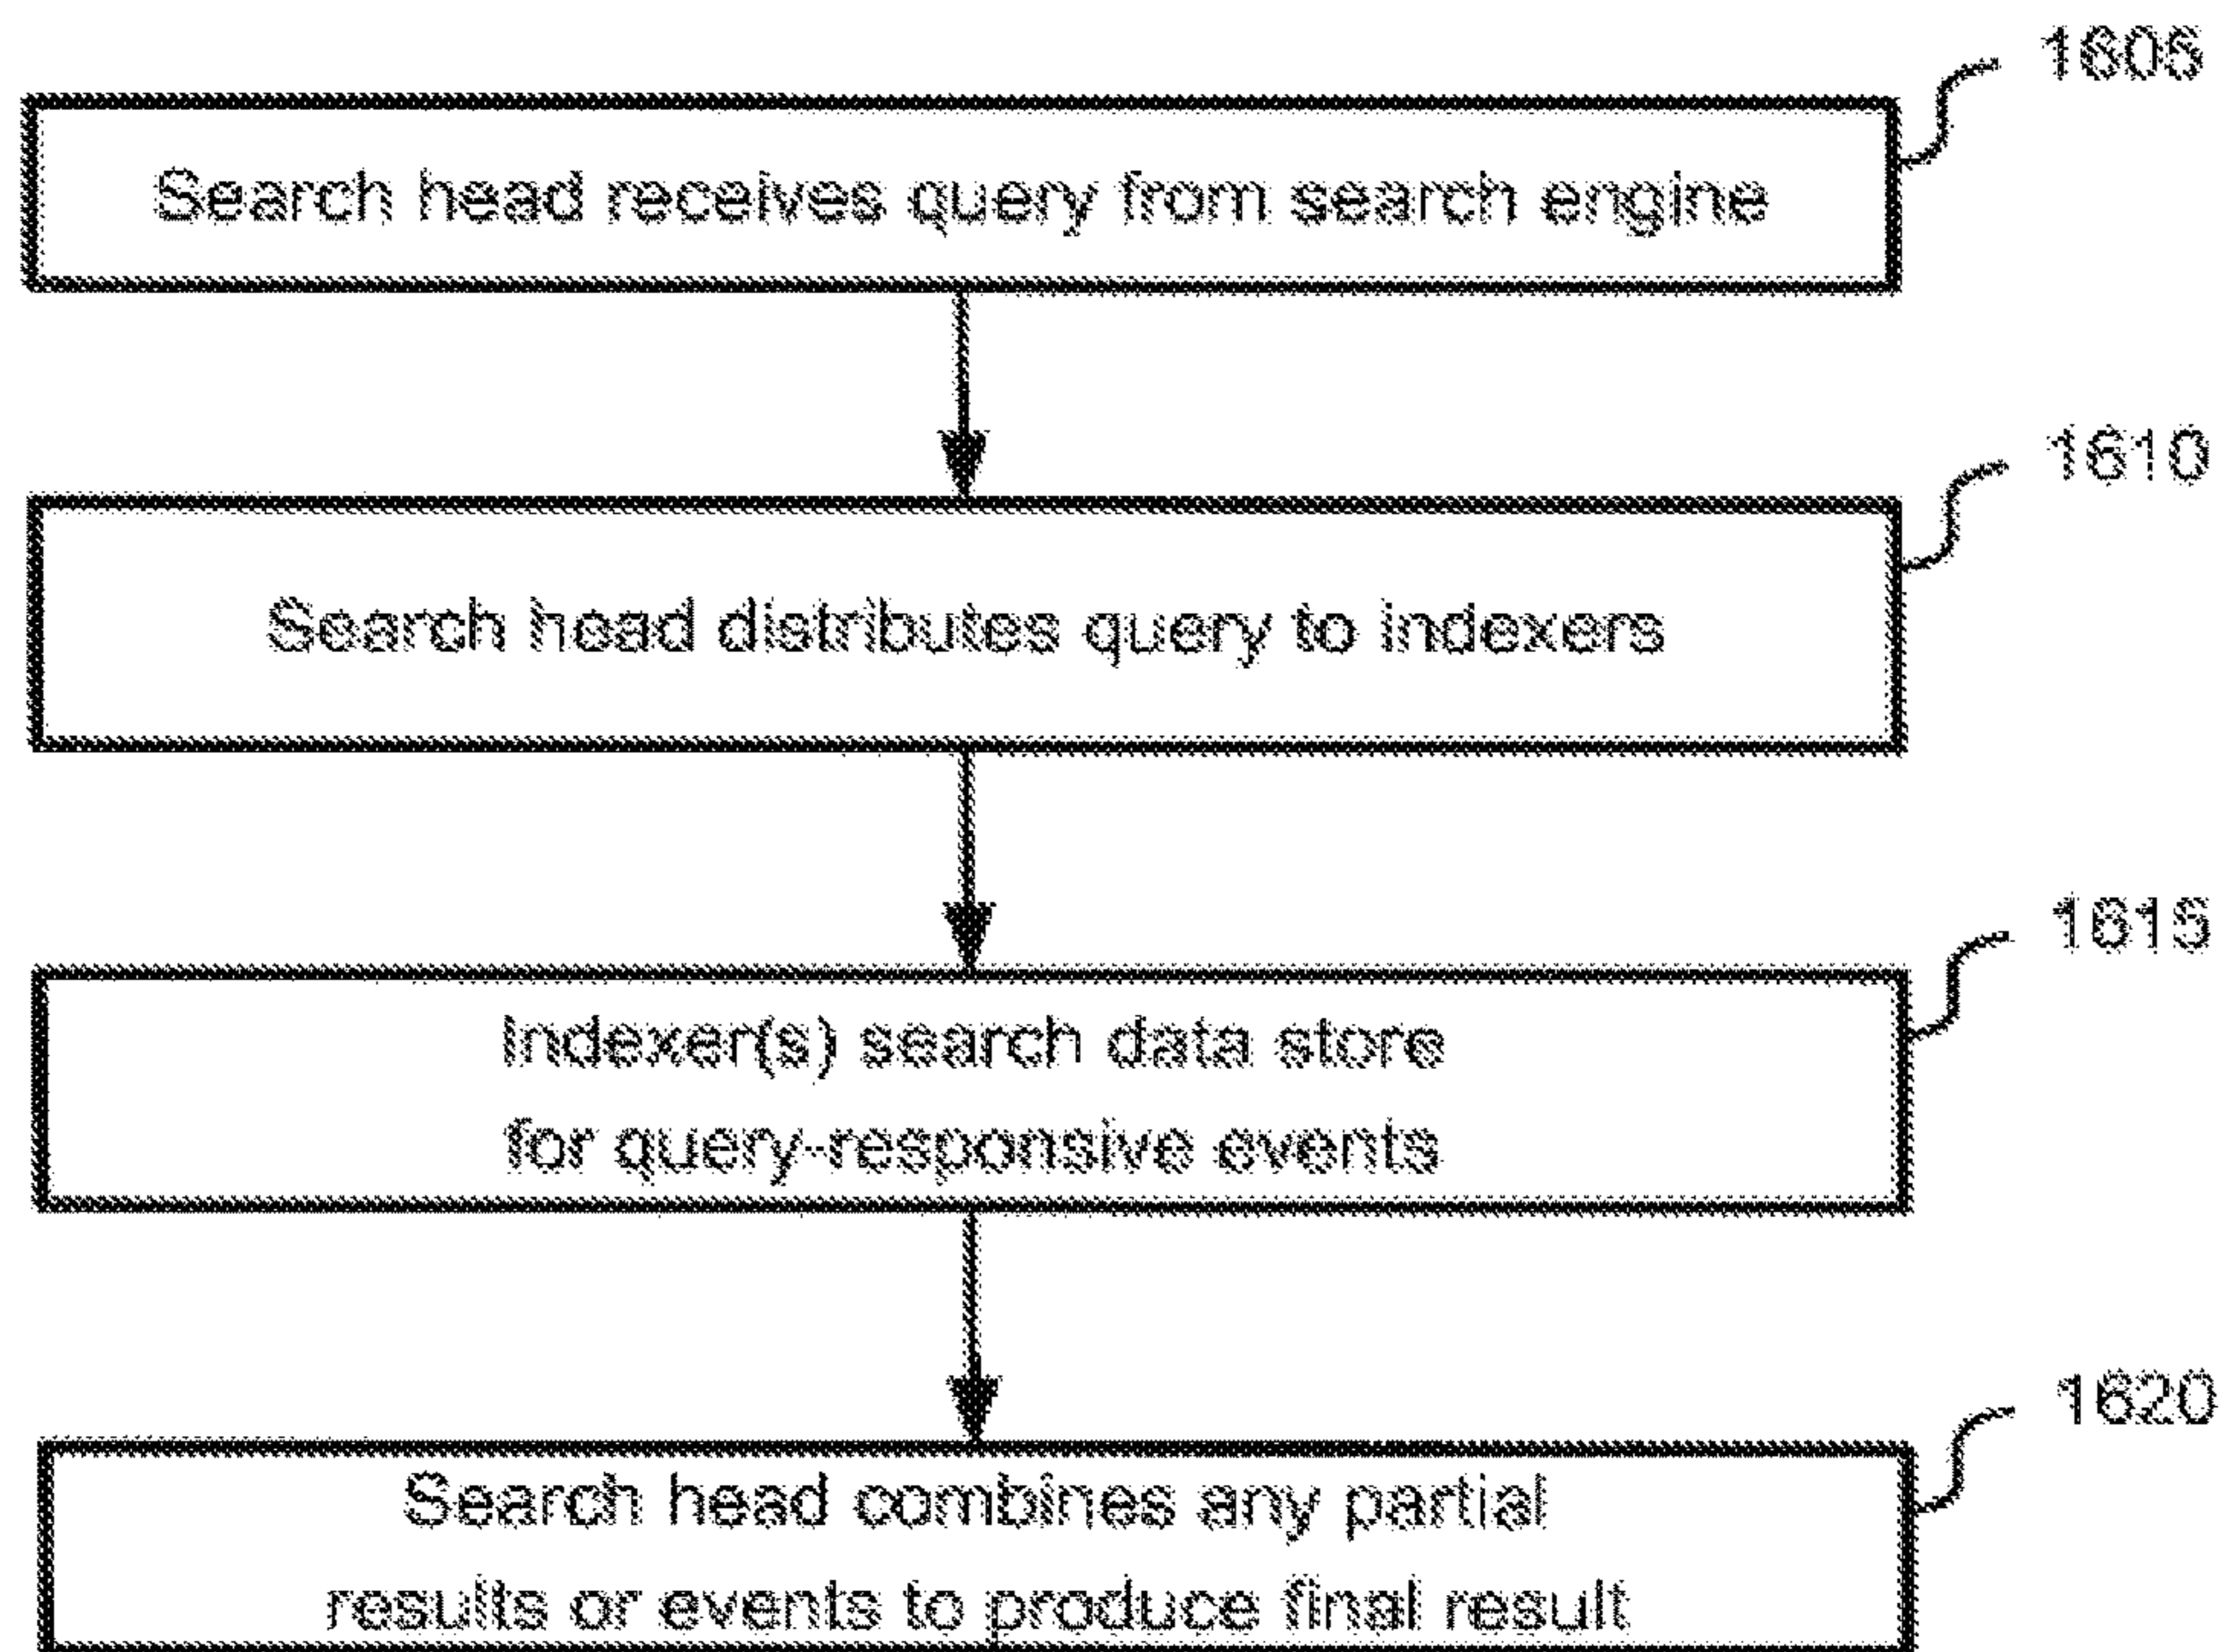 1605
Search head receives query from search engine
1610
Search head distributes query to indexers
1615
Indexer(s) search data store
for query-responsive events
1620
Search head combines any partial
results or events to produce final result